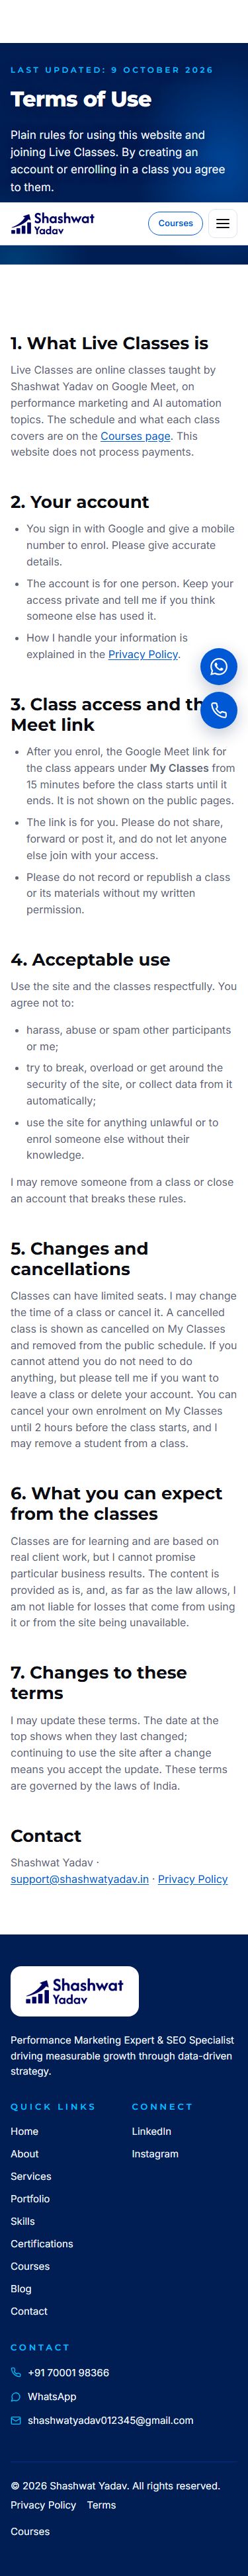 LAST UPDATED: 9 OCTOBER 2026
Terms of Use
Plain rules for using this website and
joining Live Classes. By creating an
account or enrolling in a class you agree
to them.
Shashwat
Yadav
Courses
1. What Live Classes is
Live Classes are online classes taught by
Shashwat Yadav on Google Meet, on
performance marketing and AI automation
topics. The schedule and what each class
covers are on the Courses page. This
website does not process payments.
2. Your account
• You sign in with Google and give a mobile
number to enrol. Please give accurate
details.
• The account is for one person. Keep your
access private and tell me if you think
someone else has used it.
• How I handle your information is
explained in the Privacy Policy.
3. Class access and th
Meet link
• After you enrol, the Google Meet link for
the class appears under My Classes from
15 minutes before the class starts until it
ends. It is not shown on the public pages.
• The link is for you. Please do not share,
forward or post it, and do not let anyone
else join with your access.
• Please do not record or republish a class
or its materials without my written
permission.
4. Acceptable use
Use the site and the classes respectfully. You
agree not to:
• harass, abuse or spam other participants
or me;
• try to break, overload or get around the
security of the site, or collect data from it
automatically;
• use the site for anything unlawful or to
enrol someone else without their
knowledge.
I may remove someone from a class or close
an account that breaks these rules.
5. Changes and
cancellations
Classes can have limited seats. I may change
the time of a class or cancel it. A cancelled
class is shown as cancelled on My Classes
and removed from the public schedule. If you
cannot attend you do not need to do
anything, but please tell me if you want to
leave a class or delete your account. You can
cancel your own enrolment on My Classes
until 2 hours before the class starts, and I
may remove a student from a class.
6. What you can expect
from the classes
Classes are for learning and are based on
real client work, but I cannot promise
particular business results. The content is
provided as is, and, as far as the law allows, I
am not liable for losses that come from using
it or from the site being unavailable.
7. Changes to these
terms
I may update these terms. The date at the
top shows when they last changed;
continuing to use the site after a change
means you accept the update. These terms
are governed by the laws of India.
Contact
Shashwat Yadav ·
support@shashwatyadav.in · Privacy Policy
Shashwat
Yadav
Performance Marketing Expert & SEO Specialist
driving measurable growth through data-driven
strategy.
QUICK LINKS
Home
About
Services
Portfolio
Skills
Certifications
Courses
Blog
Contact
CONNECT
LinkedIn
Instagram
CONTACT
+91 70001 98366
WhatsApp
shashwatyadav012345@gmail.com
© 2026 Shashwat Yadav. All rights reserved.
Privacy Policy Terms
Courses